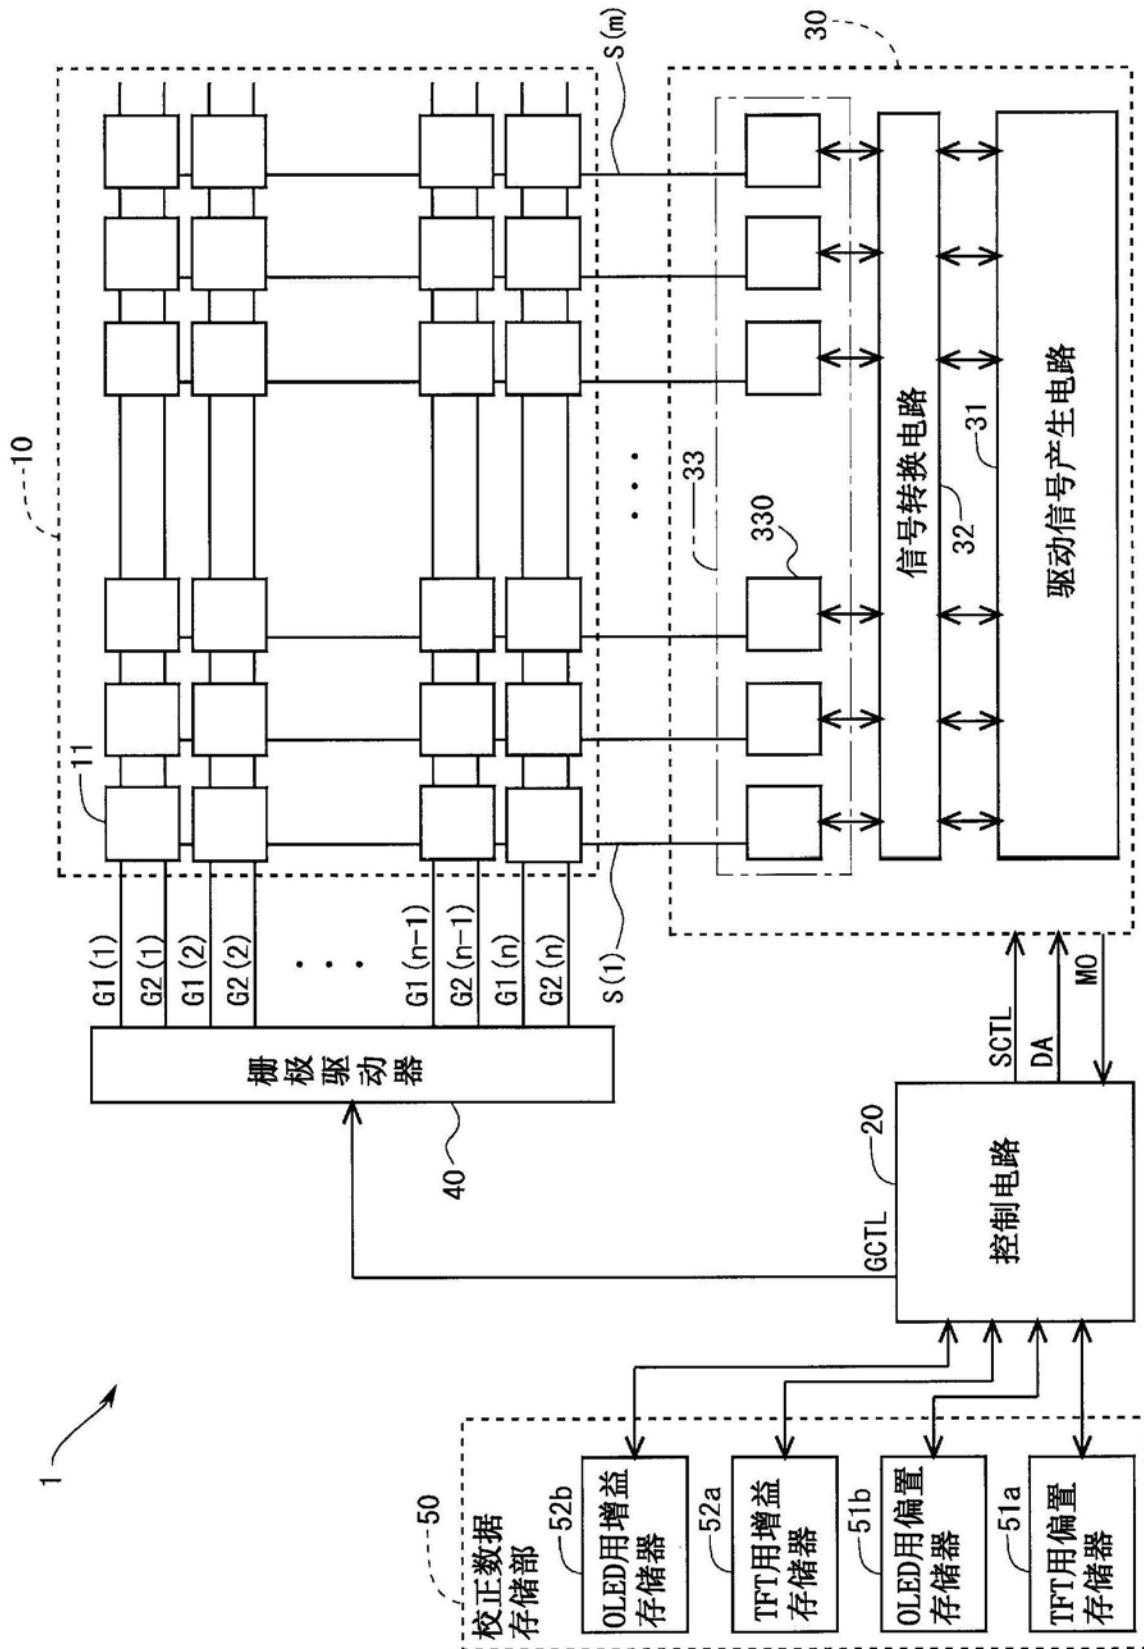 1
10
11
G1(1)
G2(1)
G1(2)
G2(2)
G1(n-1)
G2(n-1)
G1(n)
G2(n)
栅极驱动器
40
S(1)
S(m)
30
33
330
信号转换电路
32
31
驱动信号产生电路
SCTL
DA
MO
GCTL
20
控制电路
50
校正数据
存储部
52b
OLED用增益
存储器
52a
TFT用增益
存储器
51b
OLED用偏置
存储器
51a
TFT用偏置
存储器